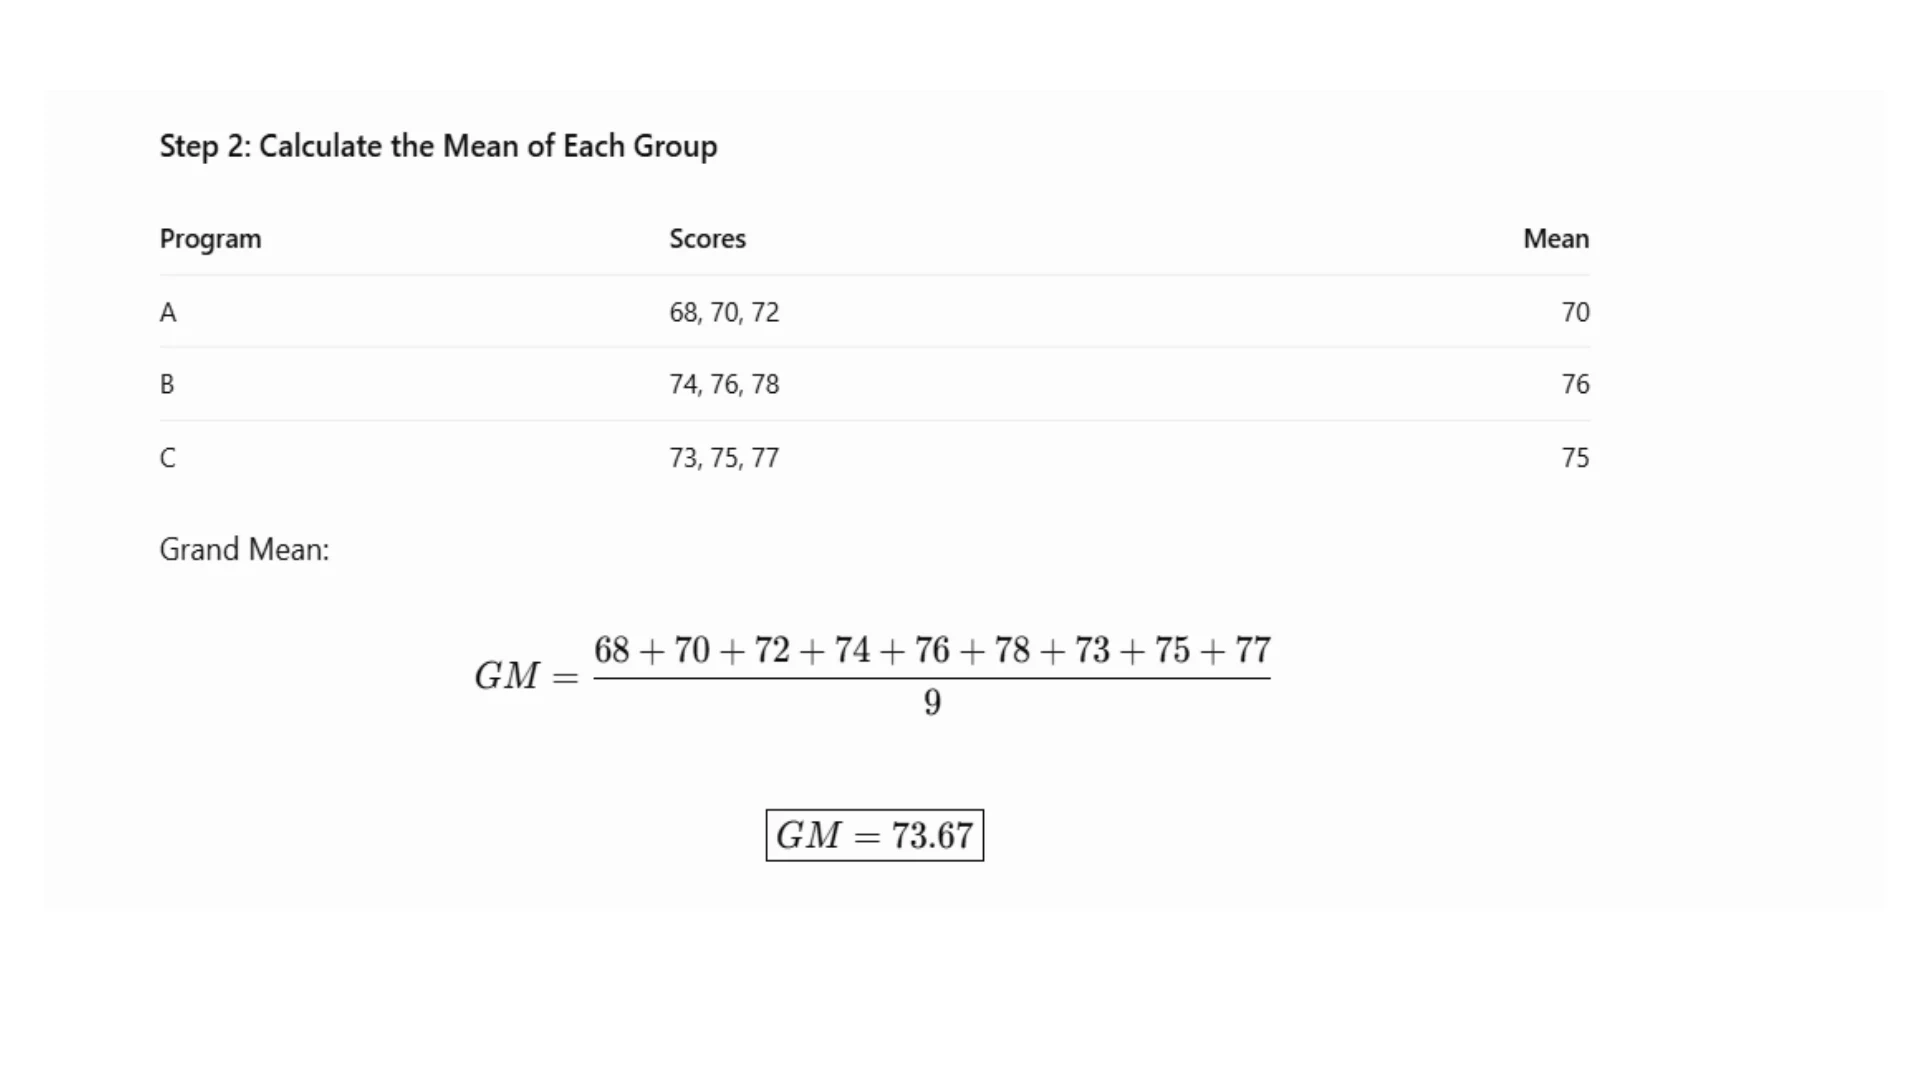 Step 2: Calculate the Mean of Each Group
Program Scores Mean
A 68, 70, 72 70
B 74, 76, 78 76
C 73, 75, 77 75
Grand Mean:
GM = 68 + 70 + 72 + 74 + 76 + 78 + 73 + 75 + 77
9
GM = 73.67